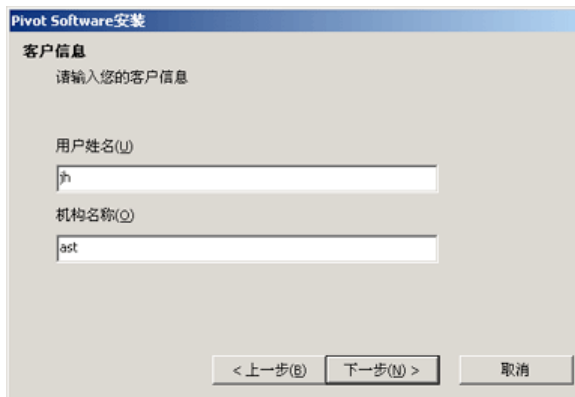 Pivot Software安装
客户信息
请输入您的客户信息
用户姓名(U)
jh
机构名称(O)
ast
< 上一步(B) 下一步(N) > 取消